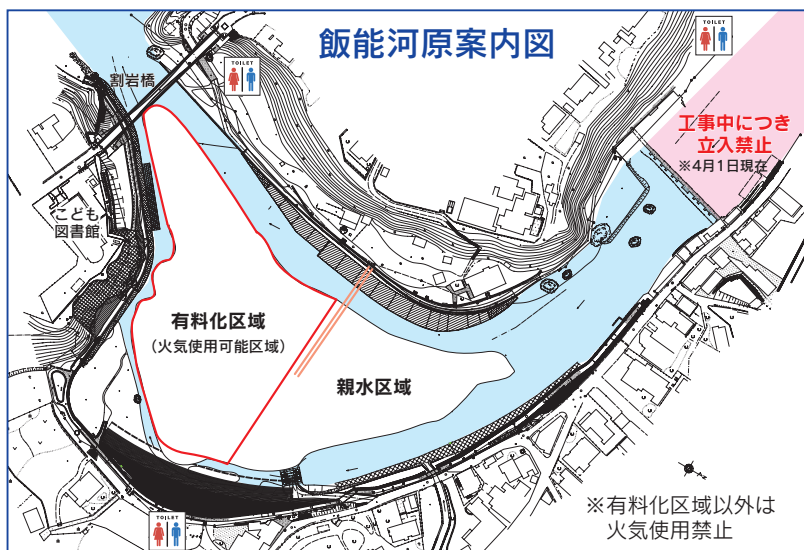 飯能河原案内図
TOILET
TOILET
割岩橋
工事中につき
立入禁止
※4月1日現在
こども
図書館
有料化区域
(火気使用可能区域)
親水区域
※有料化区域以外は
火気使用禁止
TOILET